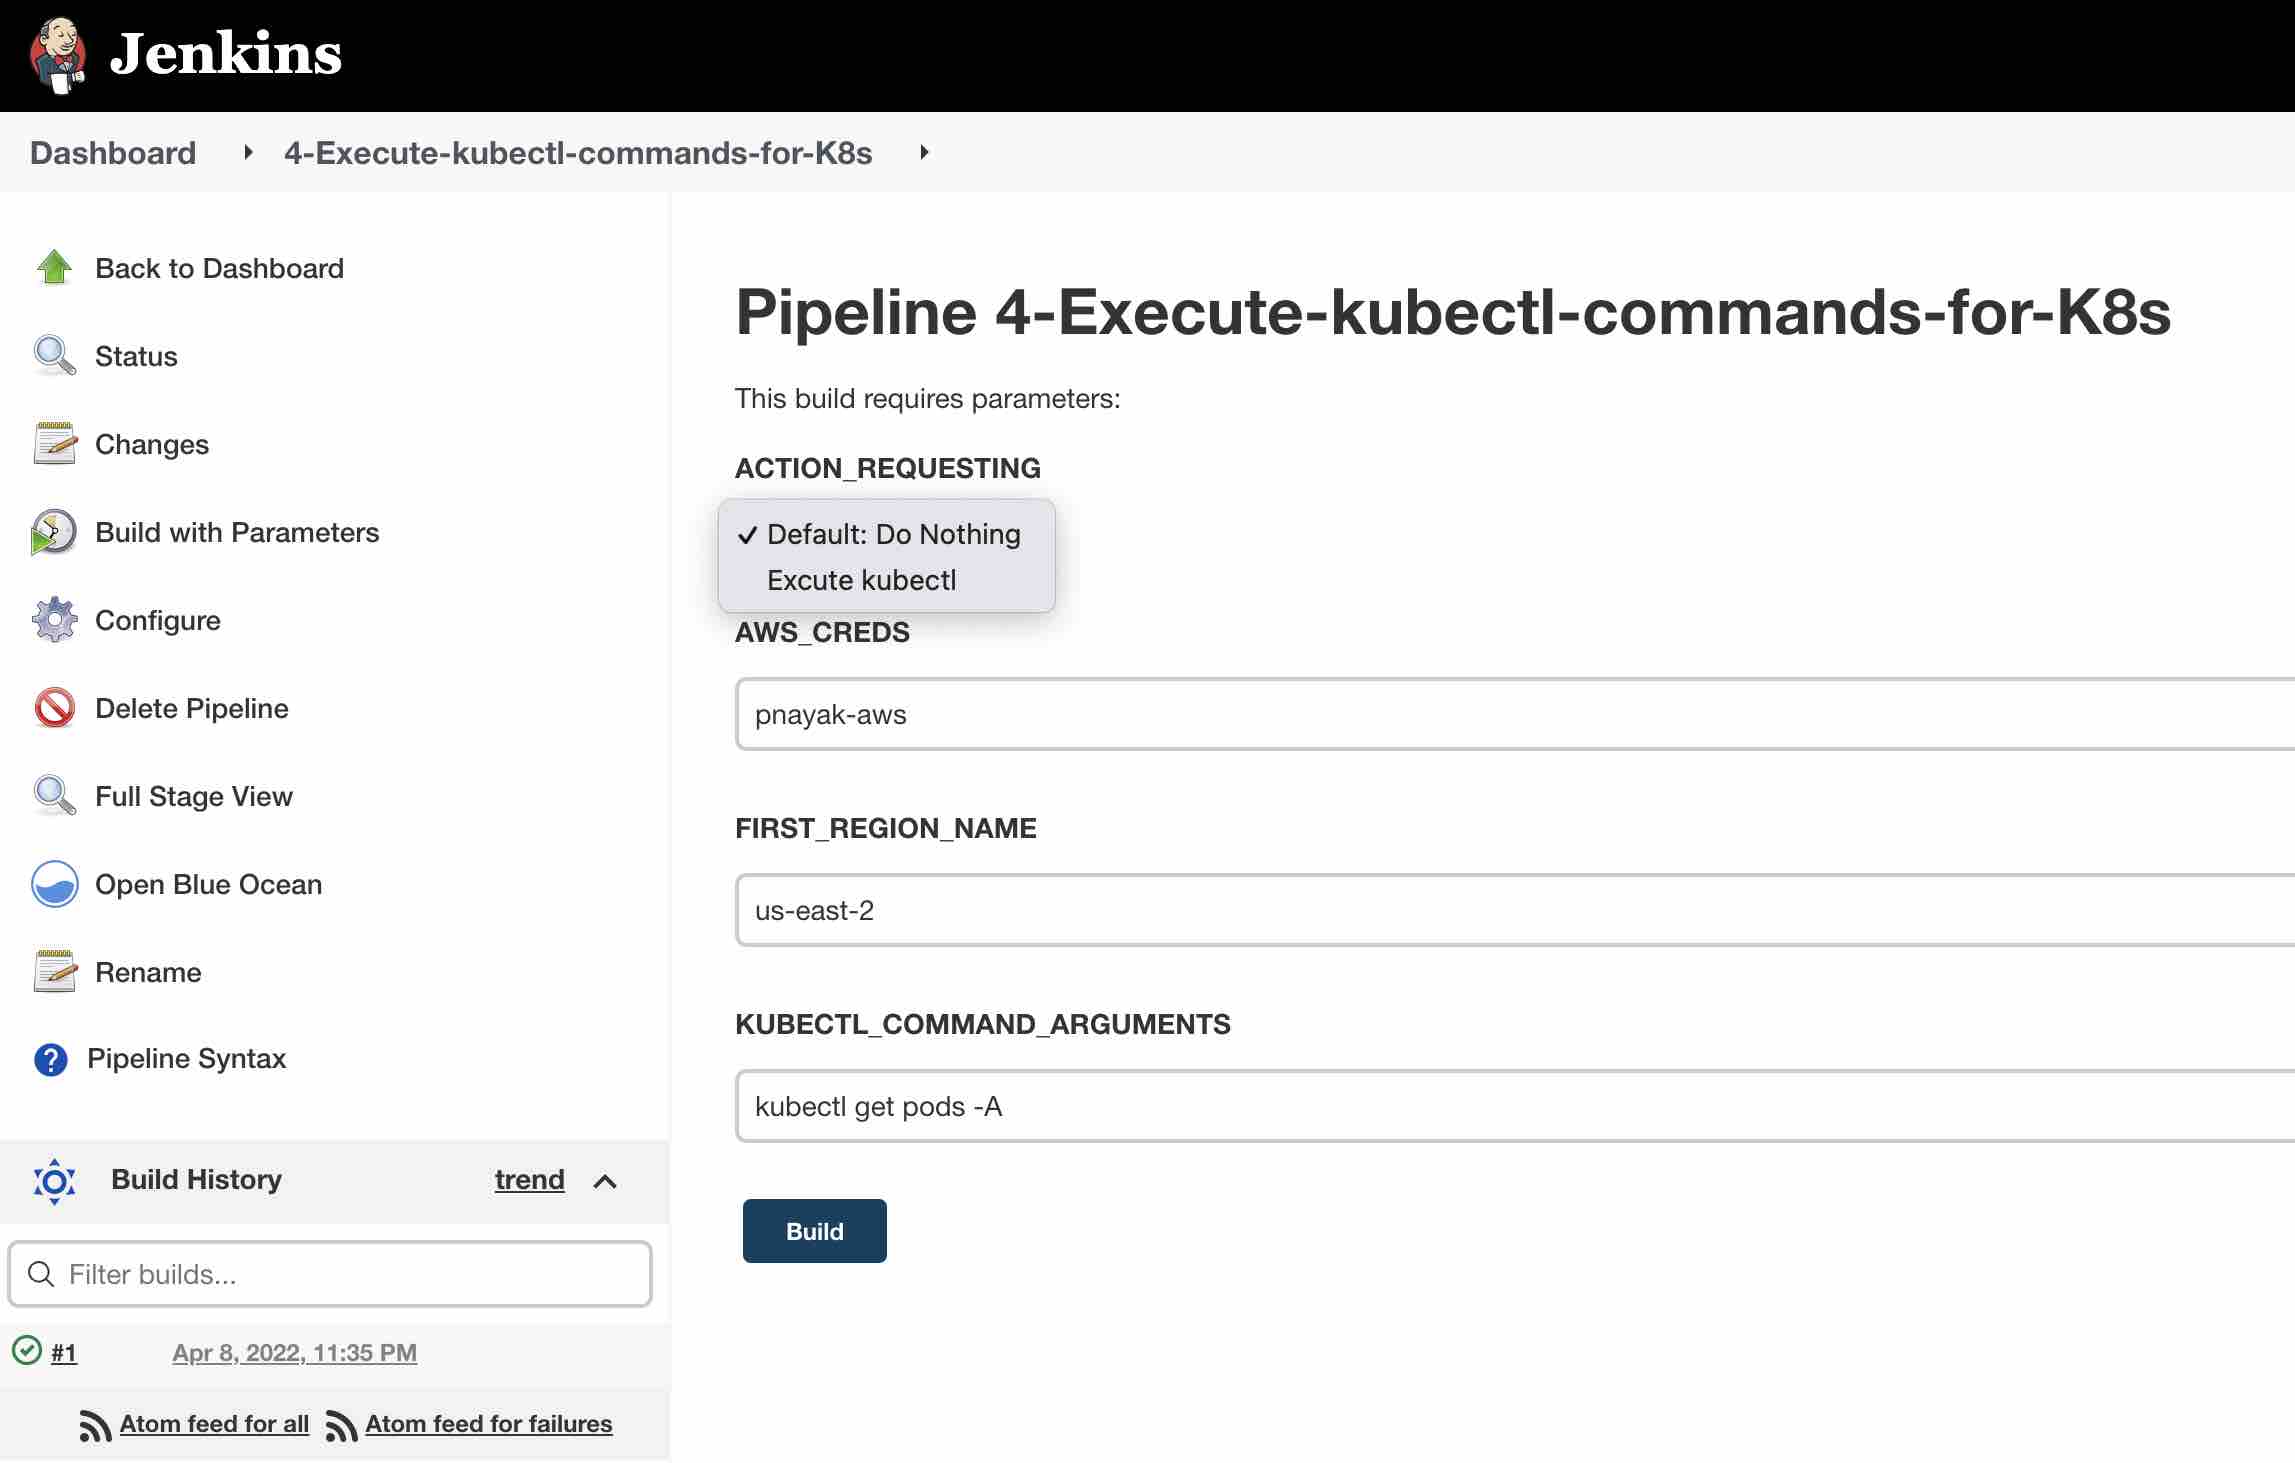 Jenkins
Dashboard
4-Execute-kubectl-commands-for-K8s
Back to Dashboard
Status
Changes
Build with Parameters
Configure
Delete Pipeline
Full Stage View
Open Blue Ocean
Rename
Pipeline Syntax
Build History
trend
Filter builds...
#1
Apr 8, 2022, 11:35 PM
Atom feed for all
Atom feed for failures
Pipeline 4-Execute-kubectl-commands-for-K8s
This build requires parameters:
ACTION_REQUESTING
Default: Do Nothing
Excute kubectl
AWS_CREDS
pnayak-aws
FIRST_REGION_NAME
us-east-2
KUBECTL_COMMAND_ARGUMENTS
kubectl get pods -A
Build